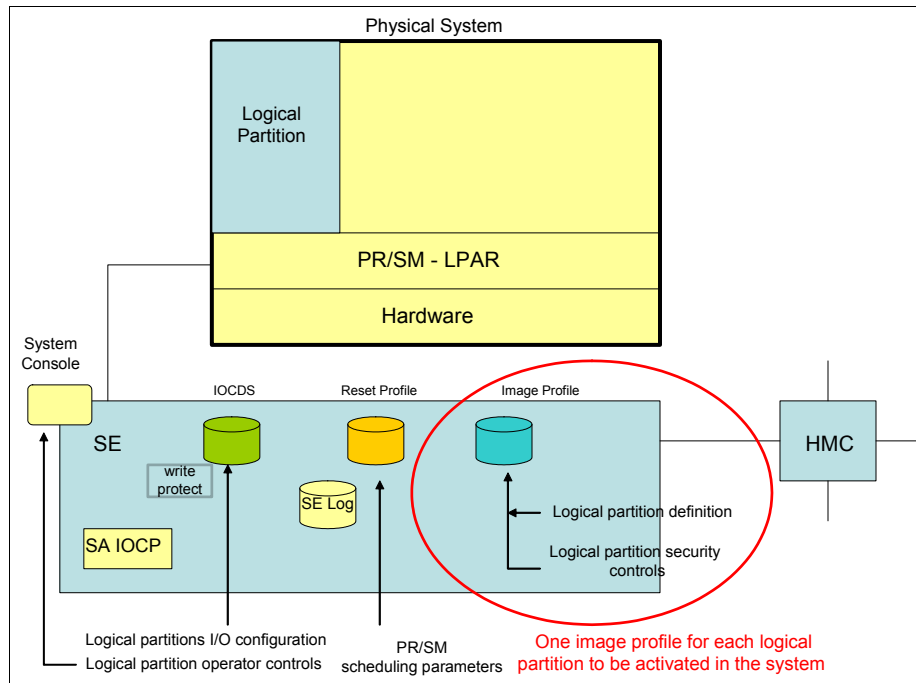 Physical System
Logical
Partition
PR/SM - LPAR
Hardware
System
Console
IOCDS
Reset Profile
Image Profile
SE
HMC
write
protect
SE Log
SA IOCP
Logical partition definition
Logical partition security
controls
Logical partitions I/O configuration
Logical partition operator controls
PR/SM
scheduling parameters
One image profile for each logical
partition to be activated in the system